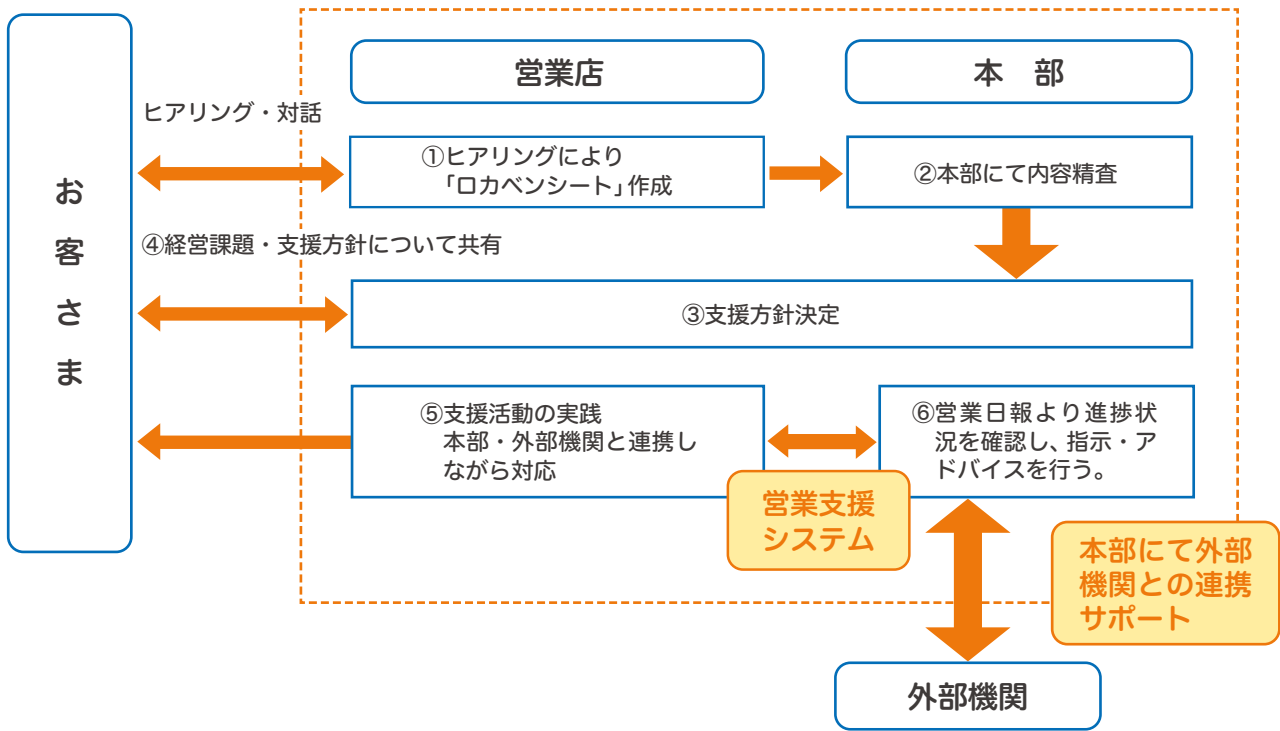 お客さま
営業店
本　部
ヒアリング・対話
①ヒアリングにより
「ロカベンシート」作成
②本部にて内容精査
④経営課題・支援方針について共有
③支援方針決定
⑤支援活動の実践
本部・外部機関と連携し
ながら対応
⑥営業日報より進捗状
況を確認し、指示・ア
ドバイスを行う。
営業支援
システム
本部にて外部
機関との連携
サポート
外部機関